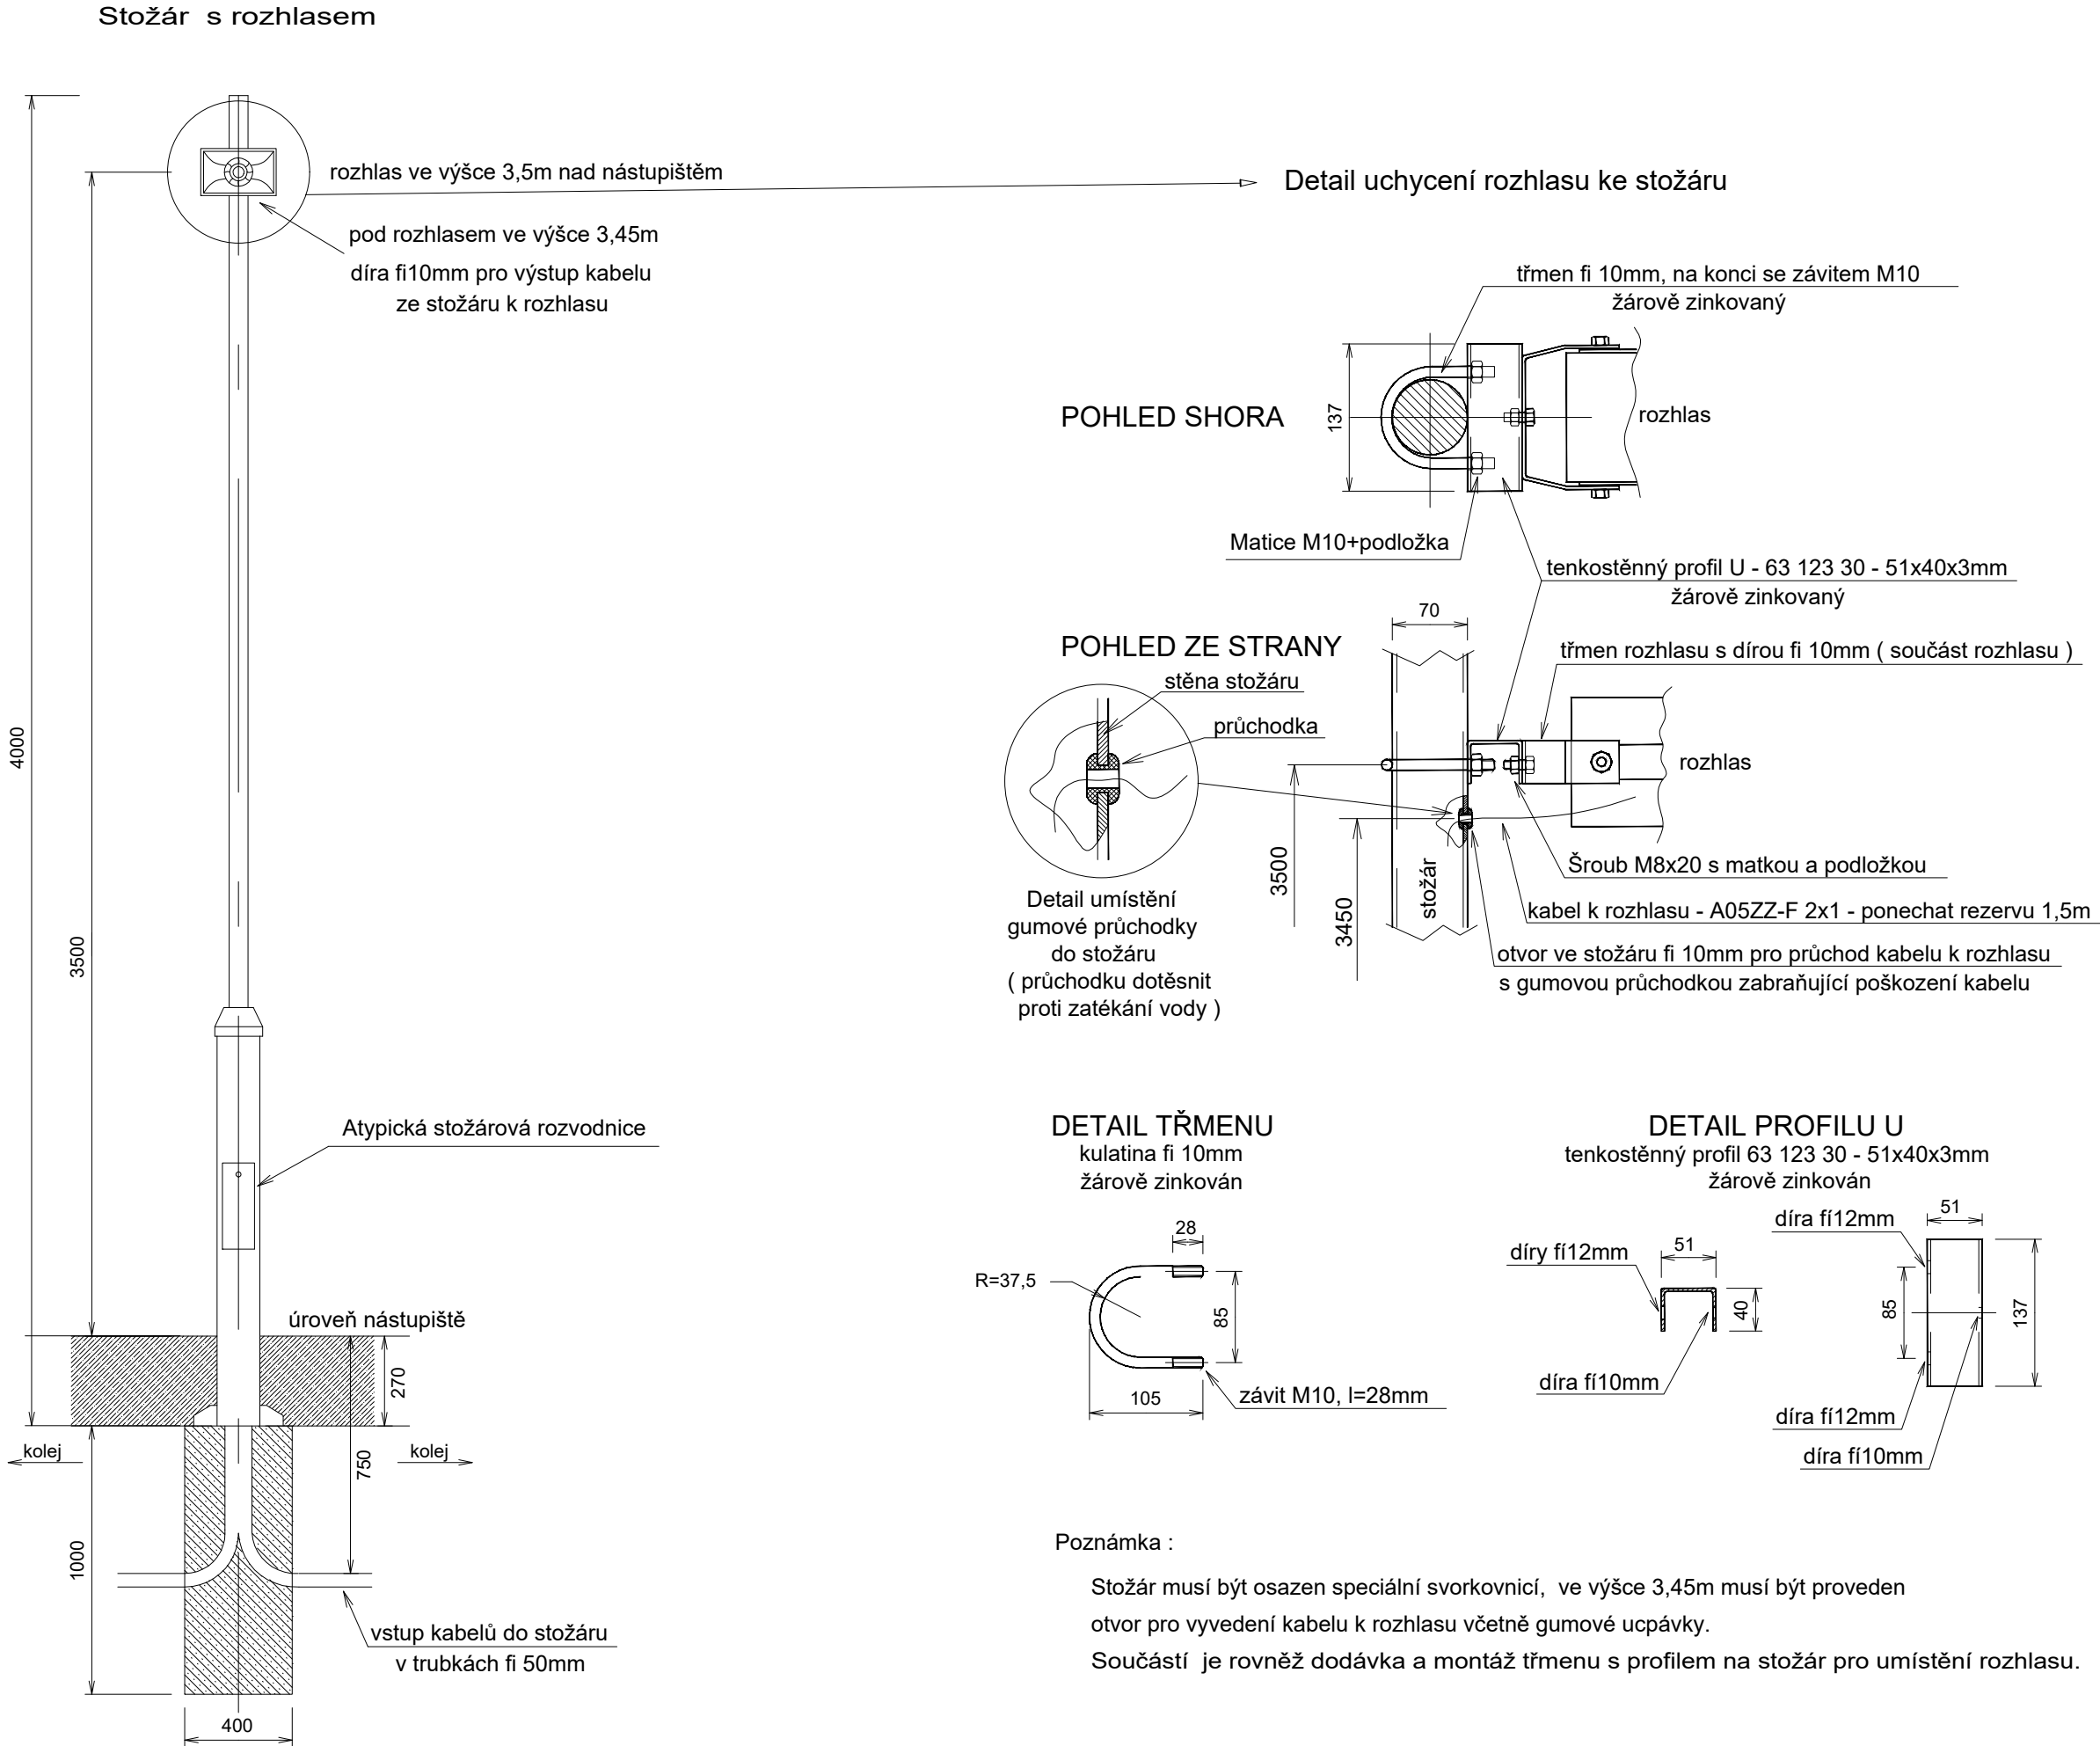 Stožár s rozhlasem
rozhlas ve výšce 3,5m nad nástupištěm
pod rozhlasem ve výšce 3,45m
díra fi10mm pro výstup kabelu
ze stožáru k rozhlasu
4000
3500
Atypická stožárová rozvodnice
úroveň nástupiště
270
750
kolej
kolej
1000
vstup kabelů do stožáru
v trubkách fi 50mm
400
Detail uchycení rozhlasu ke stožáru
třmen fi 10mm, na konci se závitem M10
žárově zinkovaný
POHLED SHORA
137
rozhlas
Matice M10+podložka
tenkostěnný profil U - 63 123 30 - 51x40x3mm
žárově zinkovaný
70
POHLED ZE STRANY
třmen rozhlasu s dírou fi 10mm ( součást rozhlasu )
stěna stožáru
průchodka
rozhlas
3500
3450
stožár
Šroub M8x20 s matkou a podložkou
kabel k rozhlasu - A05ZZ-F 2x1 - ponechat rezervu 1,5m
otvor ve stožáru fi 10mm pro průchod kabelu k rozhlasu
s gumovou průchodkou zabraňující poškození kabelu
Detail umístění
gumové průchodky
do stožáru
( průchodku dotěsnit
proti zatékání vody )
DETAIL TŘMENU
kulatina fi 10mm
žárově zinkován
28
R=37,5
85
105
závit M10, l=28mm
DETAIL PROFILU U
tenkostěnný profil 63 123 30 - 51x40x3mm
žárově zinkován
díry fí12mm
51
40
díra fí10mm
díra fí12mm
51
85
137
díra fí12mm
díra fí10mm
Poznámka :
Stožár musí být osazen speciální svorkovnicí, ve výšce 3,45m musí být proveden
otvor pro vyvedení kabelu k rozhlasu včetně gumové ucpávky.
Součástí je rovněž dodávka a montáž třmenu s profilem na stožár pro umístění rozhlasu.